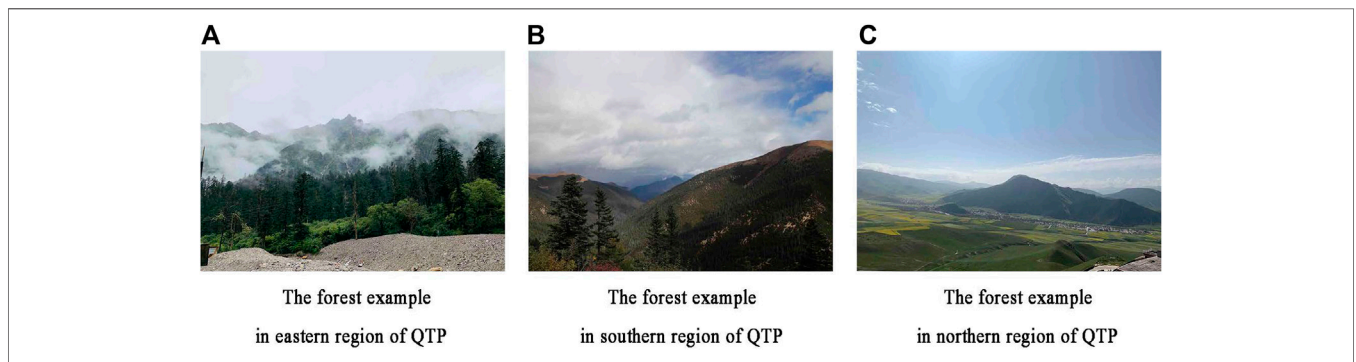 A
B
C
The forest example
in eastern region of QTP
The forest example
in southern region of QTP
The forest example
in northern region of QTP